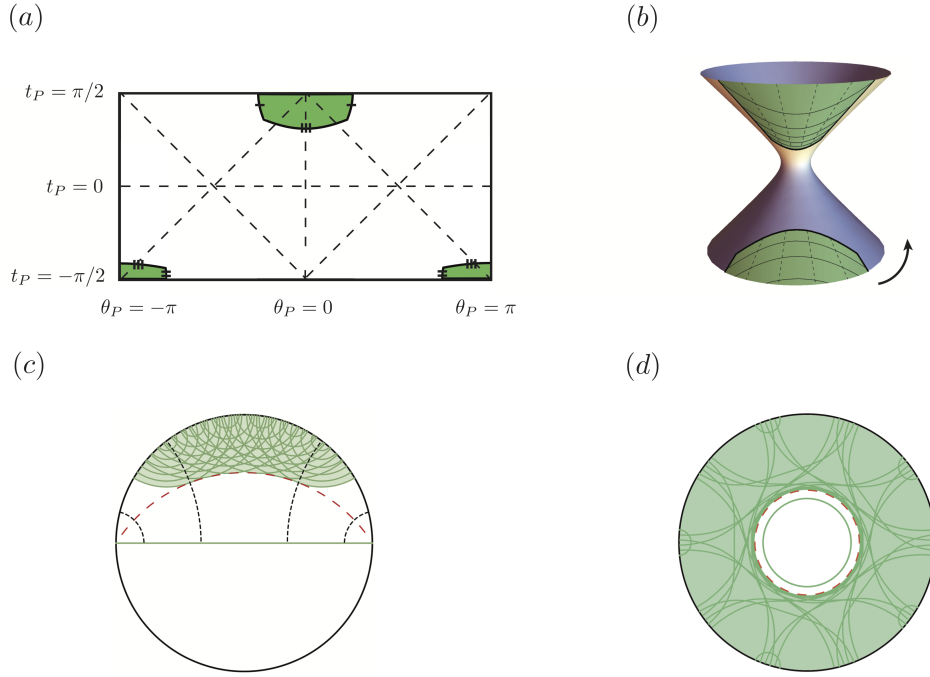 (a)
(b)
t_P = π/2
t_P = 0
t_P = −π/2
θ_P = −π
θ_P = 0
θ_P = π
(c)
(d)